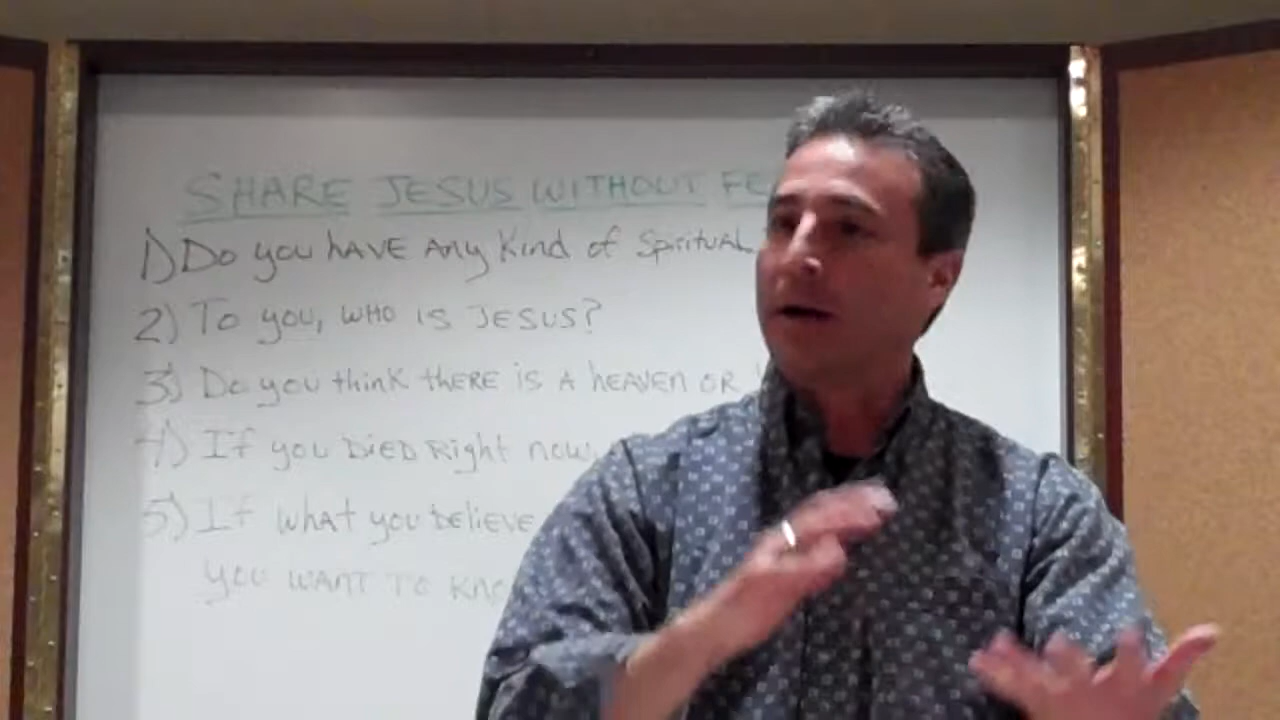 SHARE JESUS WITHOUT
1) Do you HAVE Any Kind of Spiritual
2) To you, WHO IS JESUS?
3) Do you thinK THERE is A HEAVEN OR
4) If you DIED Right now
5) If what you believe
YOU WANT TO